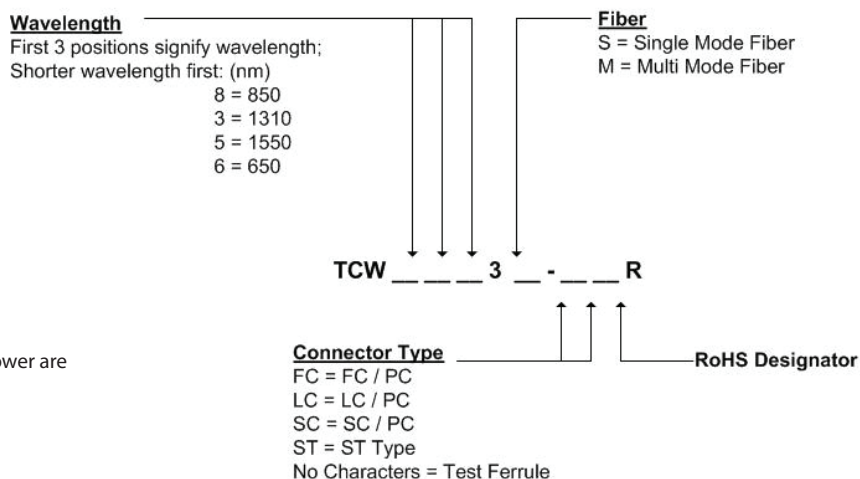 Wavelength
First 3 positions signify wavelength;
Shorter wavelength first: (nm)
8 = 850
3 = 1310
5 = 1550
6 = 650
Fiber
S = Single Mode Fiber
M = Multi Mode Fiber
TCW __ __ __ 3 __ - __ __ R
ower are
Connector Type
FC = FC / PC
LC = LC / PC
SC = SC / PC
ST = ST Type
No Characters = Test Ferrule
RoHS Designator